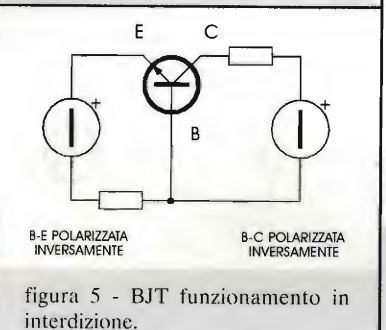 E C
+ +
B
B-E POLARIZZATA
INVERSAMENTE
B-C POLARIZZATA
INVERSAMENTE
figura 5 - BJT funzionamento in
interdizione.